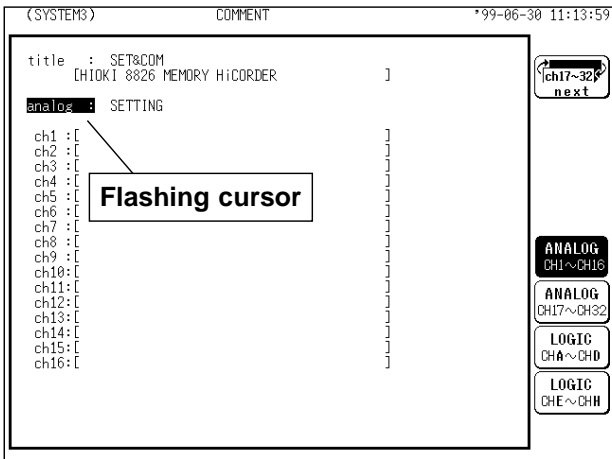 (SYSTEM3) COMMENT '99-06-30 11:13:59
title : SET&COM
[HIOKI 8826 MEMORY HiCORDER ]
analog : SETTING
ch1 :[ ]
ch2 :[ ]
ch3 :[ ]
ch4 :[ ]
ch5 :[ ]
ch6 :[ ]
ch7 :[ ]
ch8 :[ ]
ch9 :[ ]
ch10:[ ]
ch11:[ ]
ch12:[ ]
ch13:[ ]
ch14:[ ]
ch15:[ ]
ch16:[ ]
Flashing cursor
ch17~32
next
ANALOG
CH1~CH16
ANALOG
CH17~CH32
LOGIC
CHA~CHD
LOGIC
CHE~CHH